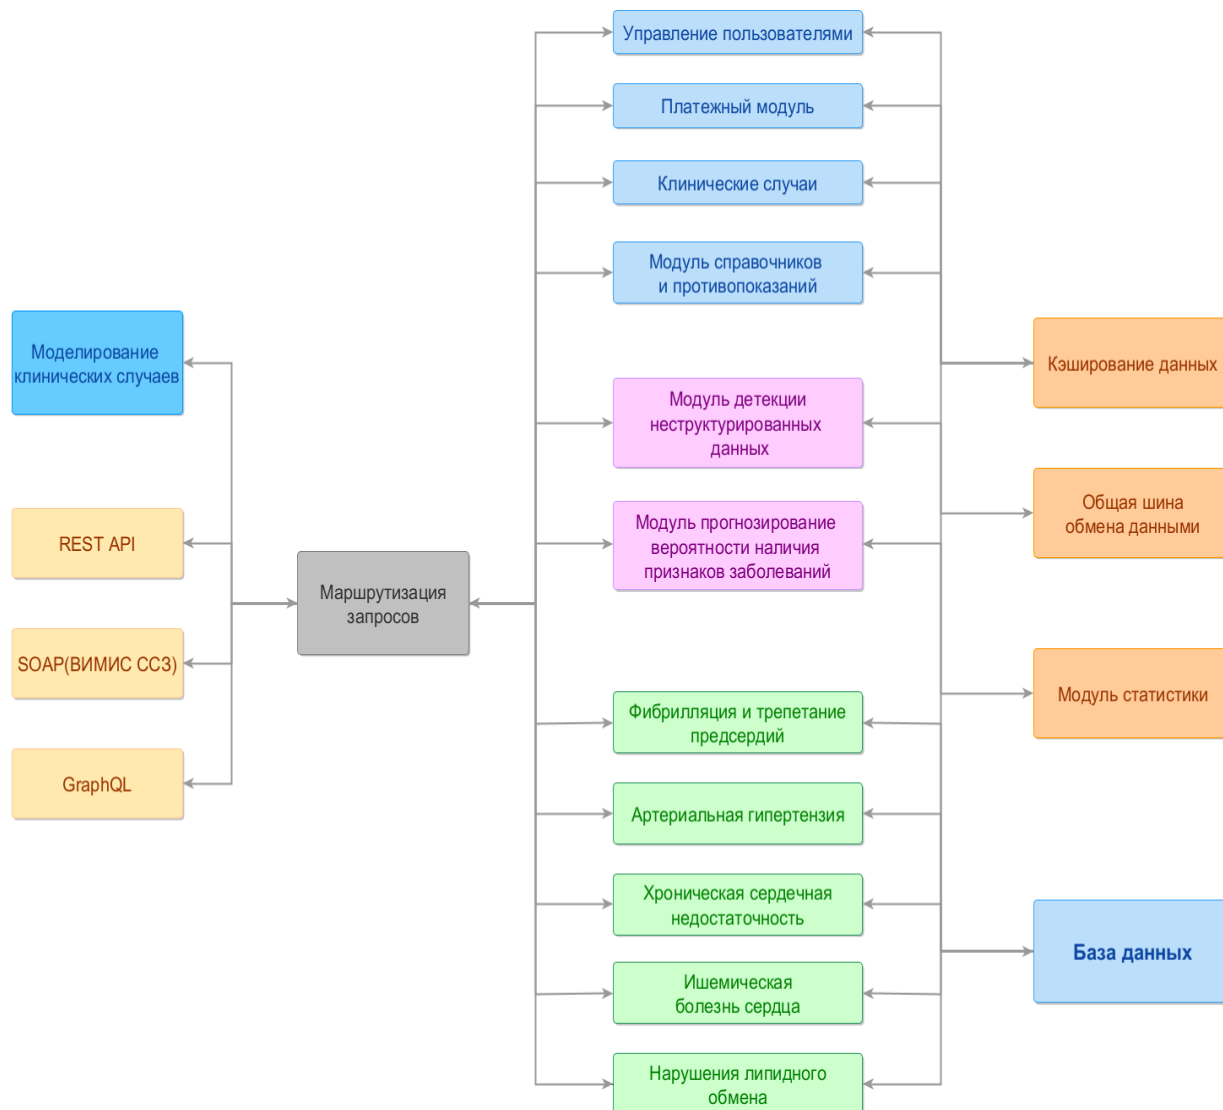 Управление пользователями
Платежный модуль
Клинические случаи
Модуль справочников
и противопоказаний
Моделирование
клинических случаев
Кэширование данных
Модуль детекции
неструктурированных
данных
Общая шина
обмена данными
Модуль прогнозирование
вероятности наличия
признаков заболеваний
REST API
Маршрутизация
запросов
SOAP(ВИМИС ССЗ)
GraphQL
Модуль статистики
Фибрилляция и трепетание
предсердий
Артериальная гипертензия
Хроническая сердечная
недостаточность
База данных
Ишемическая
болезнь сердца
Нарушения липидного
обмена